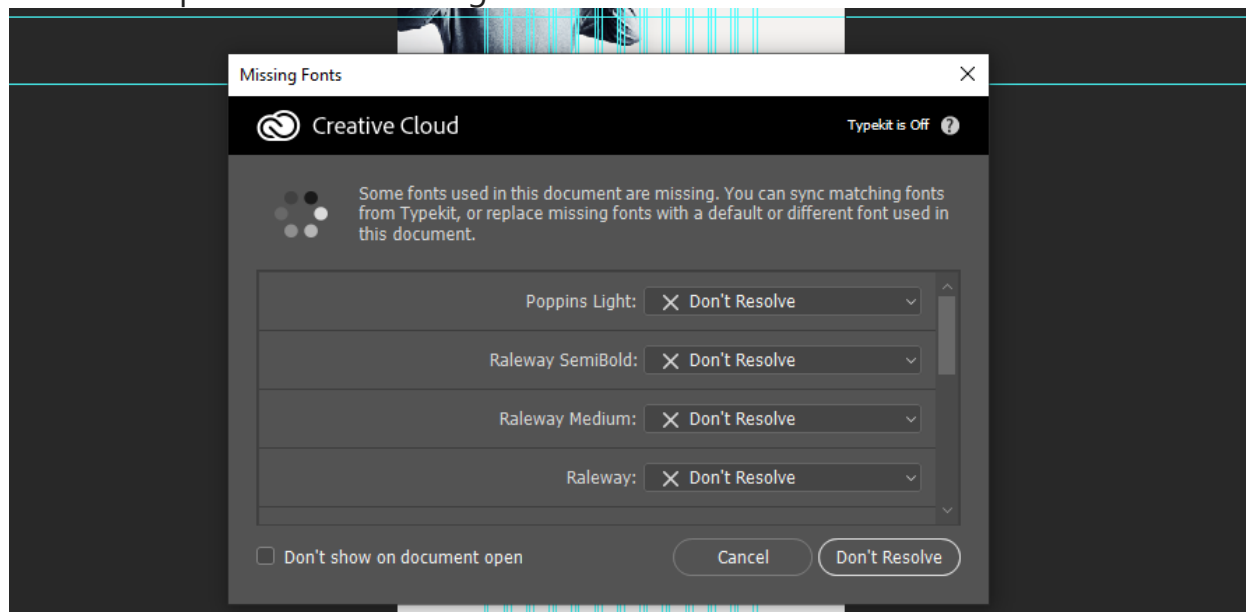 Missing Fonts
Creative Cloud
Typekit is Off ?
Some fonts used in this document are missing. You can sync matching fonts
from Typekit, or replace missing fonts with a default or different font used in
this document.
Poppins Light: Don't Resolve
Raleway SemiBold: Don't Resolve
Raleway Medium: Don't Resolve
Raleway: Don't Resolve
Don't show on document open
Cancel Don't Resolve